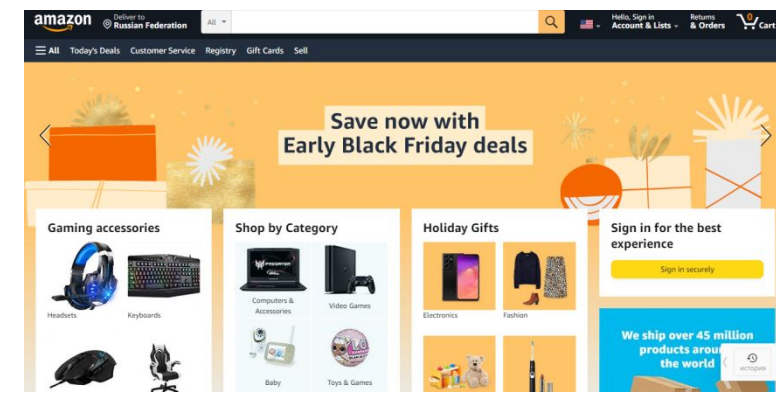 amazon
Deliver to
Russian Federation
All
Hello, Sign in
Account & Lists
Returns
& Orders
0
Cart
All
Today's Deals
Customer Service
Registry
Gift Cards
Sell
Save now with
Early Black Friday deals
Gaming accessories
Headsets
Keyboards
Shop by Category
PREDATOR
Computers &
Accessories
Video Games
Baby
Toys & Games
Holiday Gifts
Electronics
Fashion
Sign in for the best
experience
Sign in securely
We ship over 45 million
products
the world
история